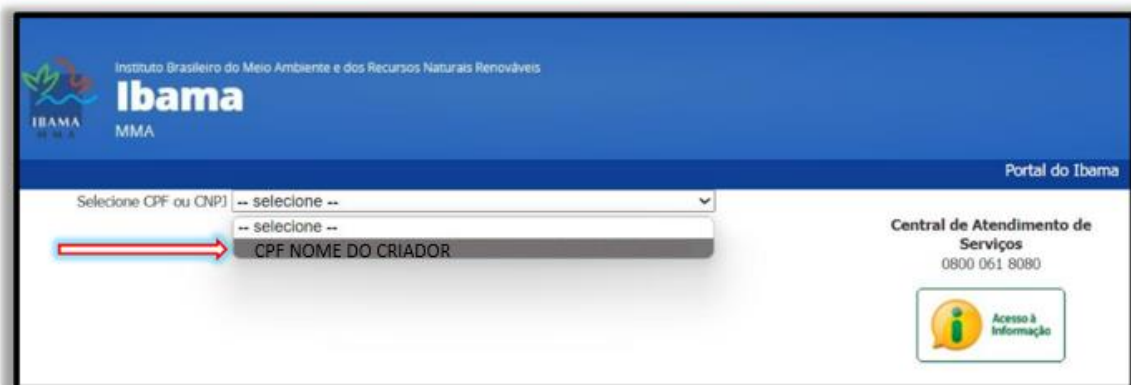 Instituto Brasileiro do Meio Ambiente e dos Recursos Naturais Renováveis
Ibama
MMA
IBAMA
M M A
Portal do Ibama
Selecione CPF ou CNPJ -- selecione --
-- selecione --
CPF NOME DO CRIADOR
Central de Atendimento de
Serviços
0800 061 8080
Acesso à
Informação